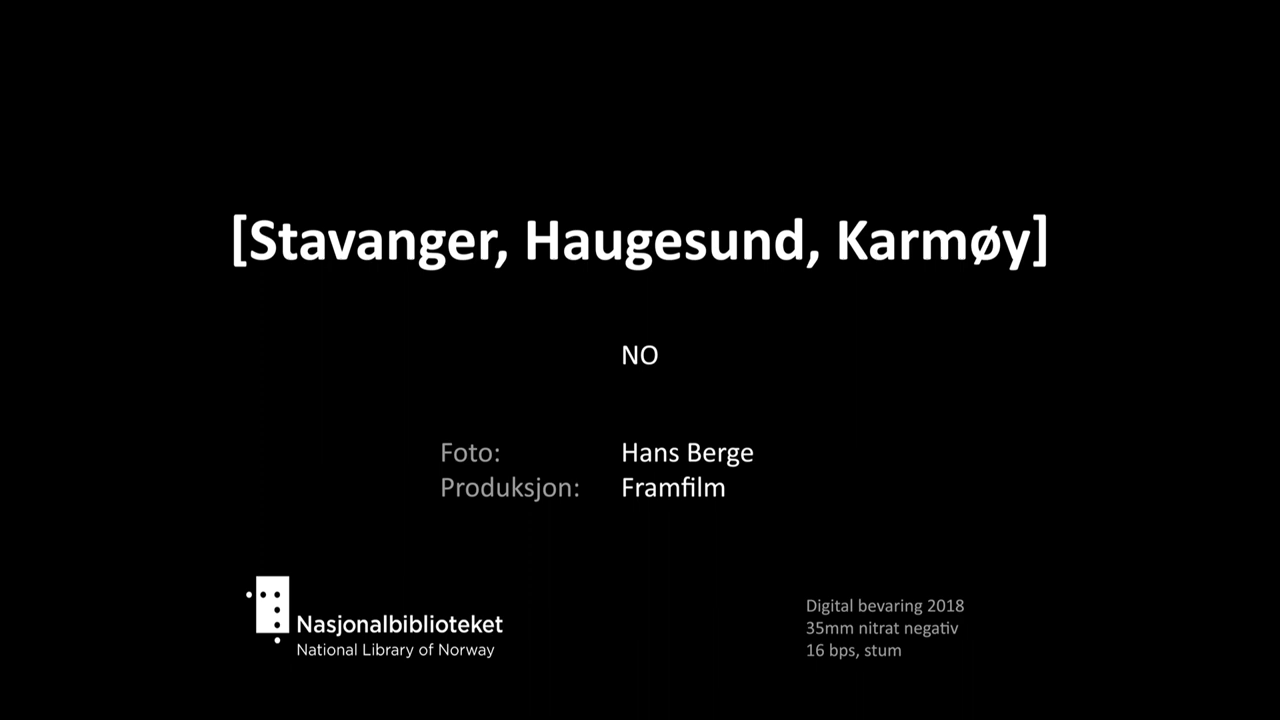 [Stavanger, Haugesund, Karmøy]
NO
Foto: Hans Berge
Produksjon: Framfilm
Nasjonalbiblioteket
National Library of Norway
Digital bevaring 2018
35mm nitrat negativ
16 bps, stum